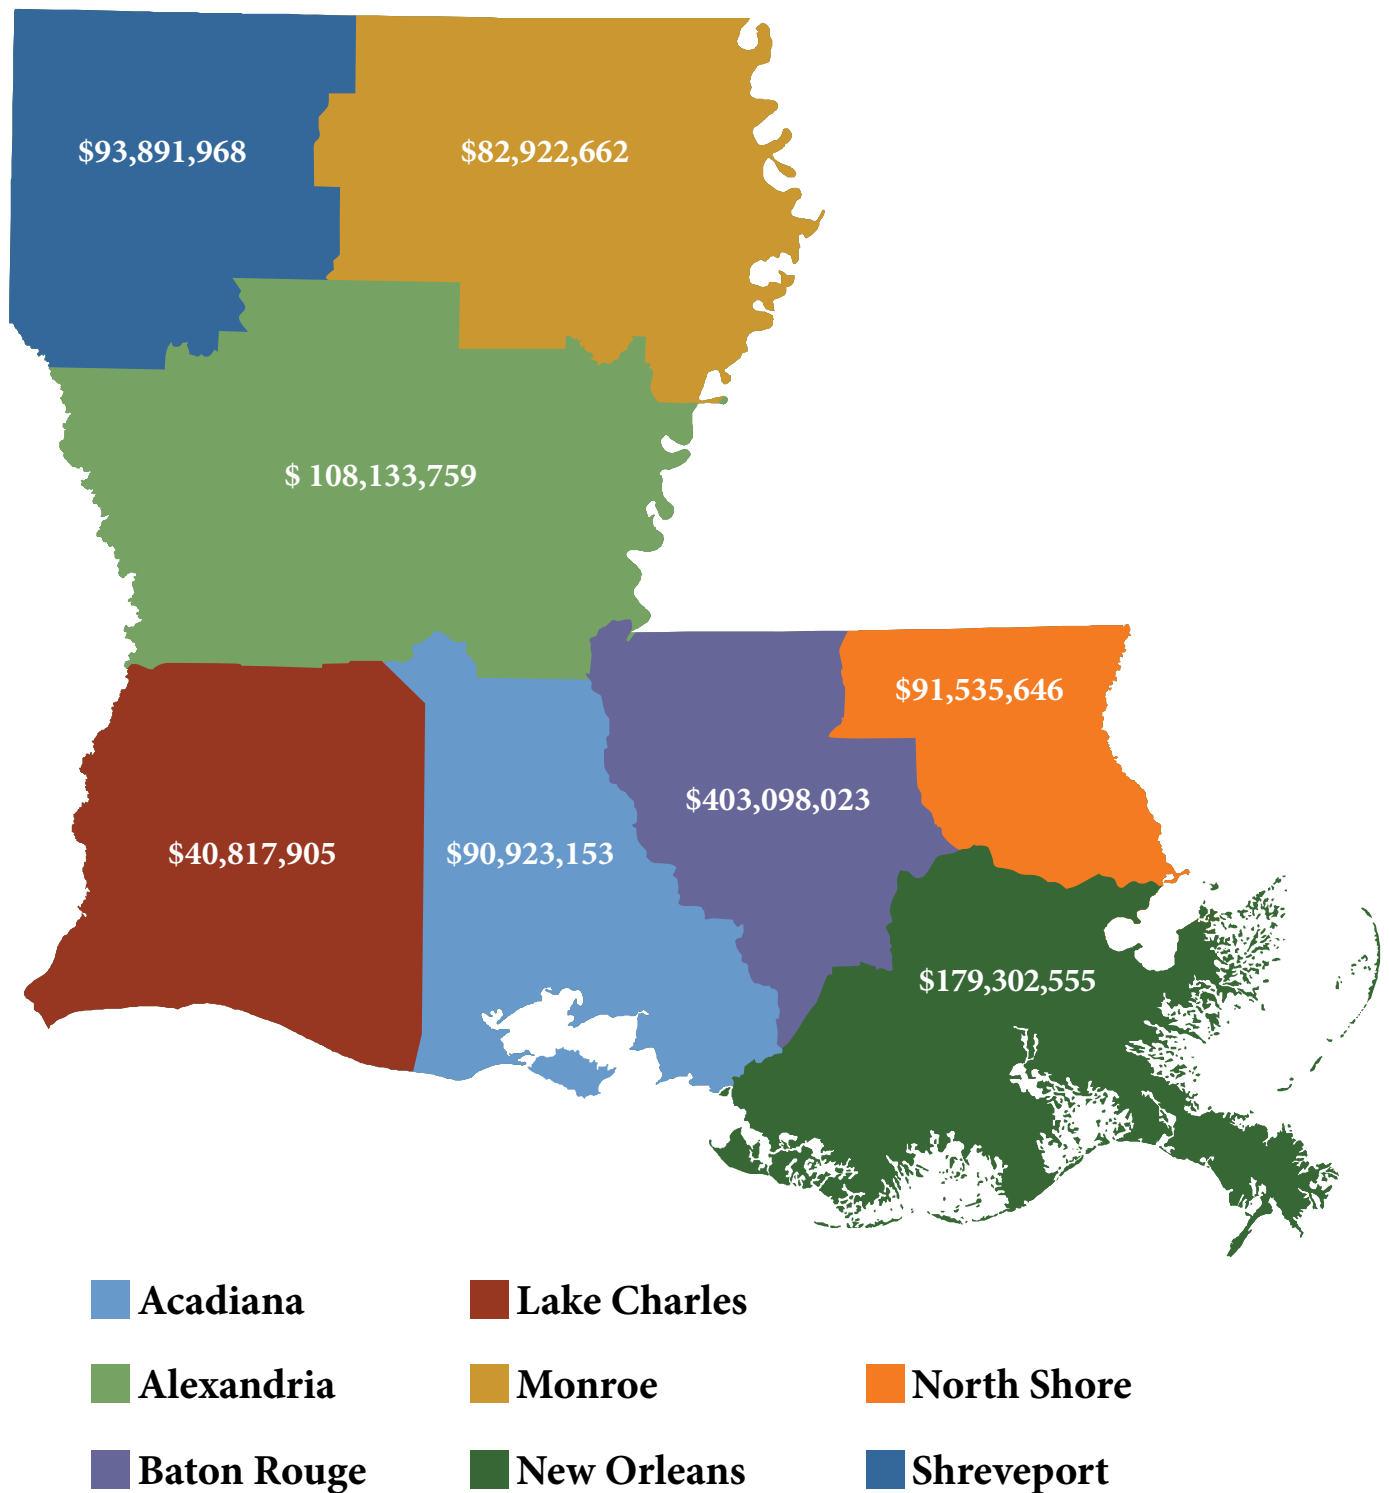 $93,891,968
$82,922,662
$ 108,133,759
$91,535,646
$403,098,023
$40,817,905
$90,923,153
$179,302,555
Acadiana
Lake Charles
Alexandria
Monroe
North Shore
Baton Rouge
New Orleans
Shreveport